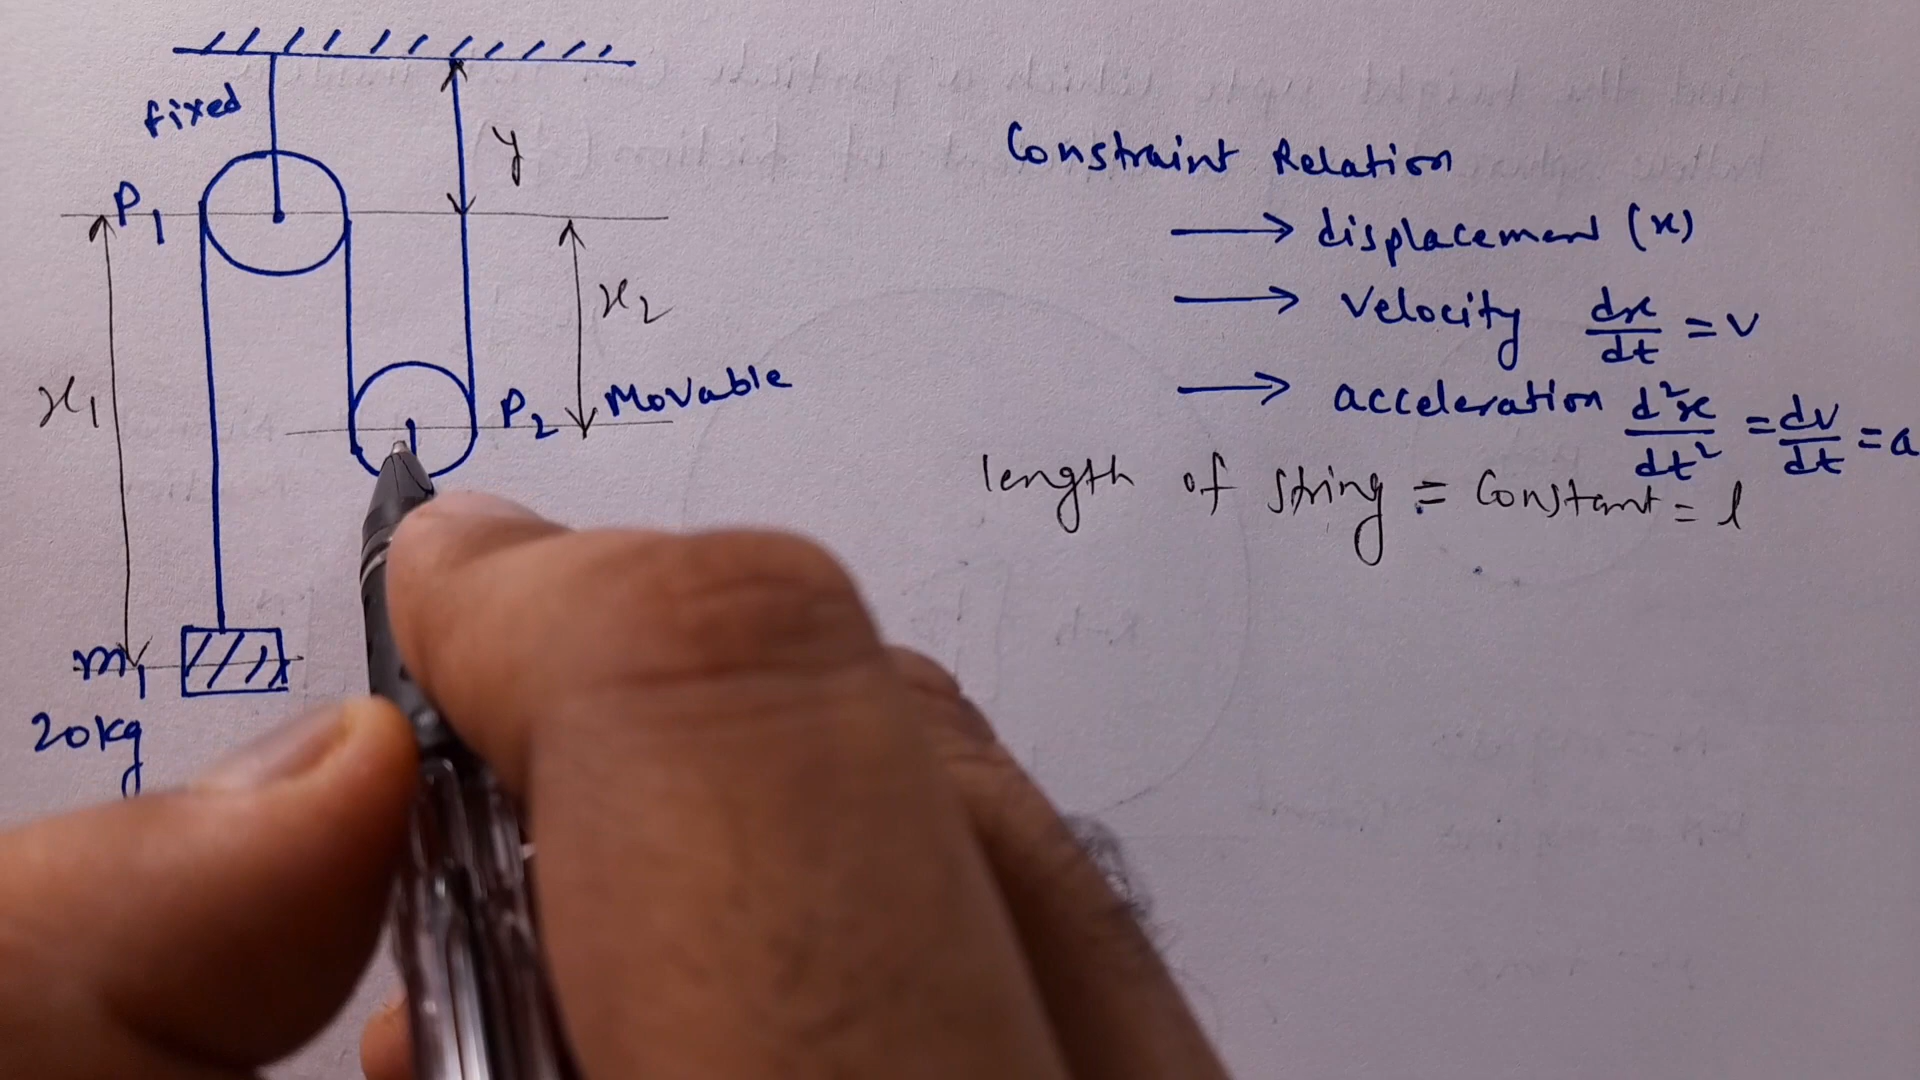 fixed
y
P1
x1
x2
P2 Movable
m1
20kg
Constraint Relation
→ displacement (x)
→ Velocity dx/dt = v
→ acceleration d²x/dt² = dv/dt = a
length of string = Constant = l